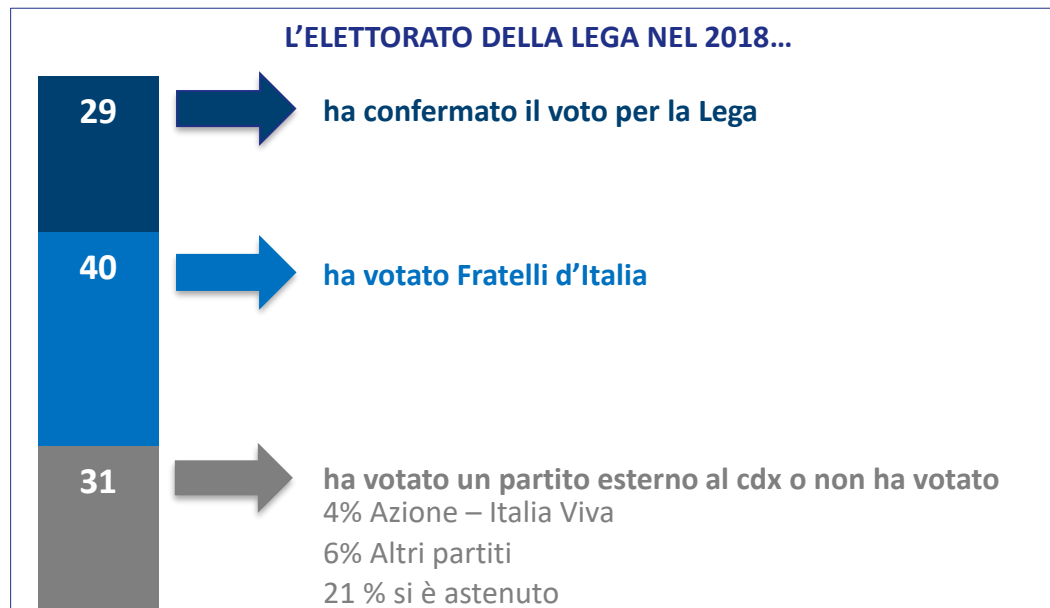 L'ELETTORATO DELLA LEGA NEL 2018…
29
ha confermato il voto per la Lega
40
ha votato Fratelli d'Italia
31
ha votato un partito esterno al cdx o non ha votato
4% Azione – Italia Viva
6% Altri partiti
21 % si è astenuto